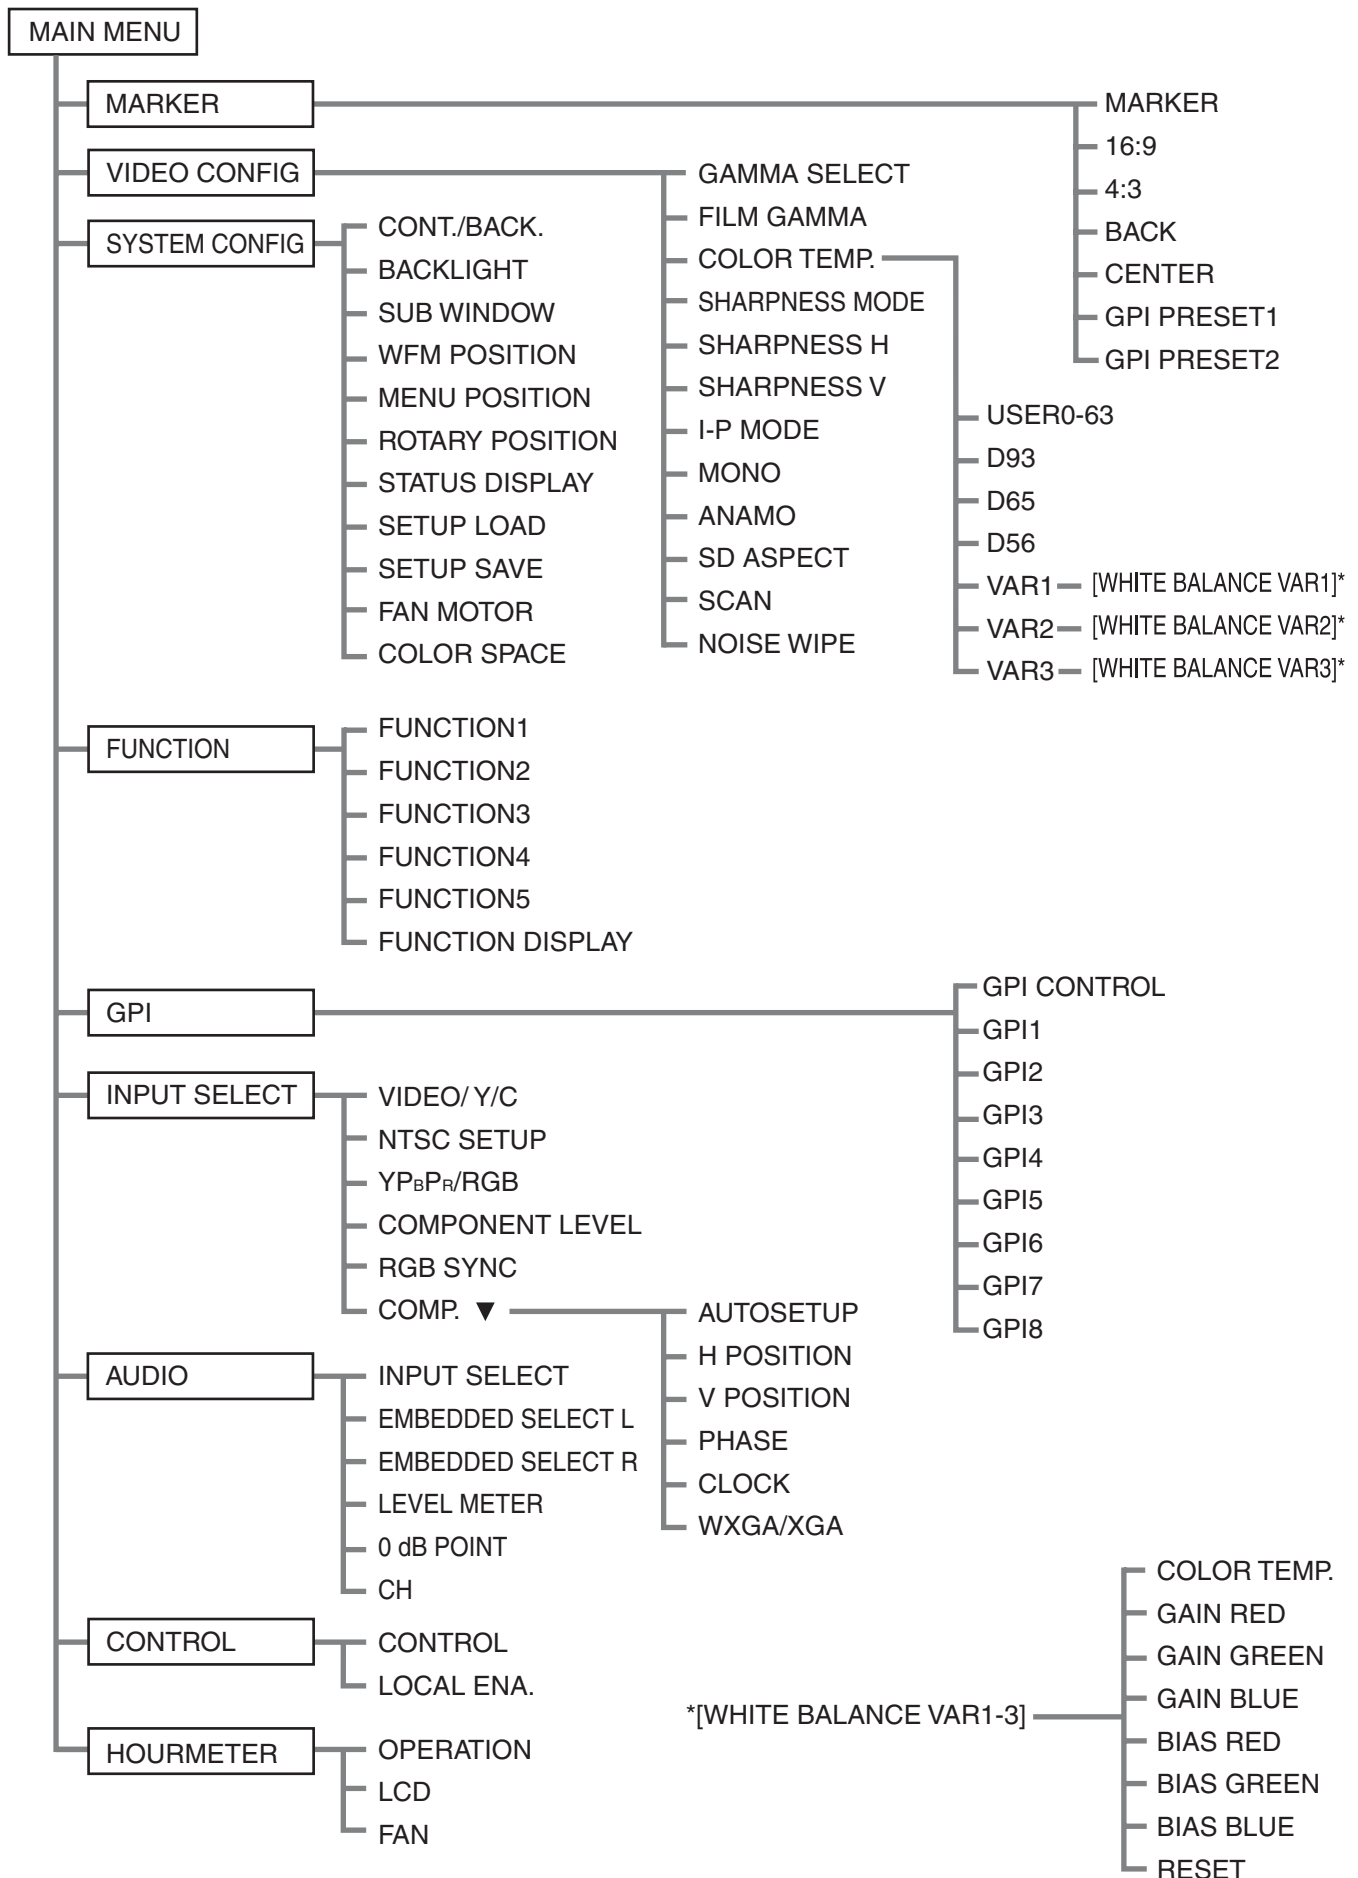 MAIN MENU
MARKER
MARKER
16:9
4:3
BACK
CENTER
GPI PRESET1
GPI PRESET2
VIDEO CONFIG
GAMMA SELECT
FILM GAMMA
COLOR TEMP.
SHARPNESS MODE
SHARPNESS H
SHARPNESS V
I-P MODE
MONO
ANAMO
SD ASPECT
SCAN
NOISE WIPE
USER0-63
D93
D65
D56
VAR1 [WHITE BALANCE VAR1]*
VAR2 [WHITE BALANCE VAR2]*
VAR3 [WHITE BALANCE VAR3]*
SYSTEM CONFIG
CONT./BACK.
BACKLIGHT
SUB WINDOW
WFM POSITION
MENU POSITION
ROTARY POSITION
STATUS DISPLAY
SETUP LOAD
SETUP SAVE
FAN MOTOR
COLOR SPACE
FUNCTION
FUNCTION1
FUNCTION2
FUNCTION3
FUNCTION4
FUNCTION5
FUNCTION DISPLAY
GPI
GPI CONTROL
GPI1
GPI2
GPI3
GPI4
GPI5
GPI6
GPI7
GPI8
INPUT SELECT
VIDEO/ Y/C
NTSC SETUP
YPBPR/RGB
COMPONENT LEVEL
RGB SYNC
COMP. ▼
AUTOSETUP
H POSITION
V POSITION
PHASE
CLOCK
WXGA/XGA
AUDIO
INPUT SELECT
EMBEDDED SELECT L
EMBEDDED SELECT R
LEVEL METER
0 dB POINT
CH
CONTROL
CONTROL
LOCAL ENA.
HOURMETER
OPERATION
LCD
FAN
*[WHITE BALANCE VAR1-3]
COLOR TEMP.
GAIN RED
GAIN GREEN
GAIN BLUE
BIAS RED
BIAS GREEN
BIAS BLUE
RESET